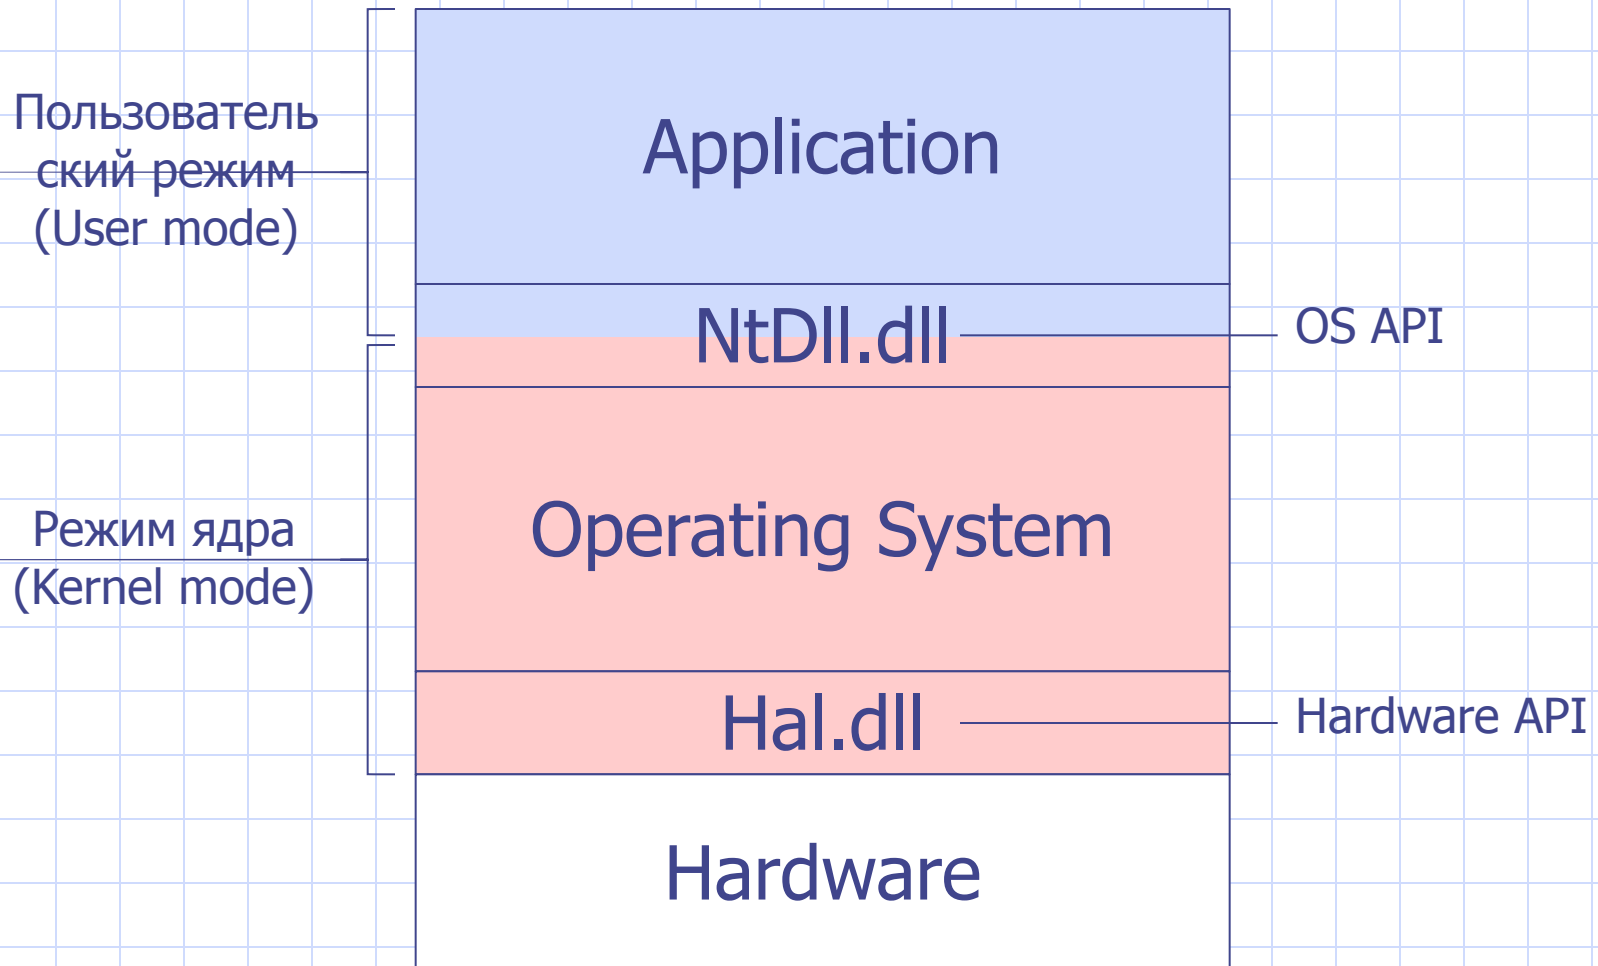 Пользователь
ский режим
(User mode)
Application
NtDll.dll
OS API
Режим ядра
(Kernel mode)
Operating System
Hal.dll
Hardware API
Hardware